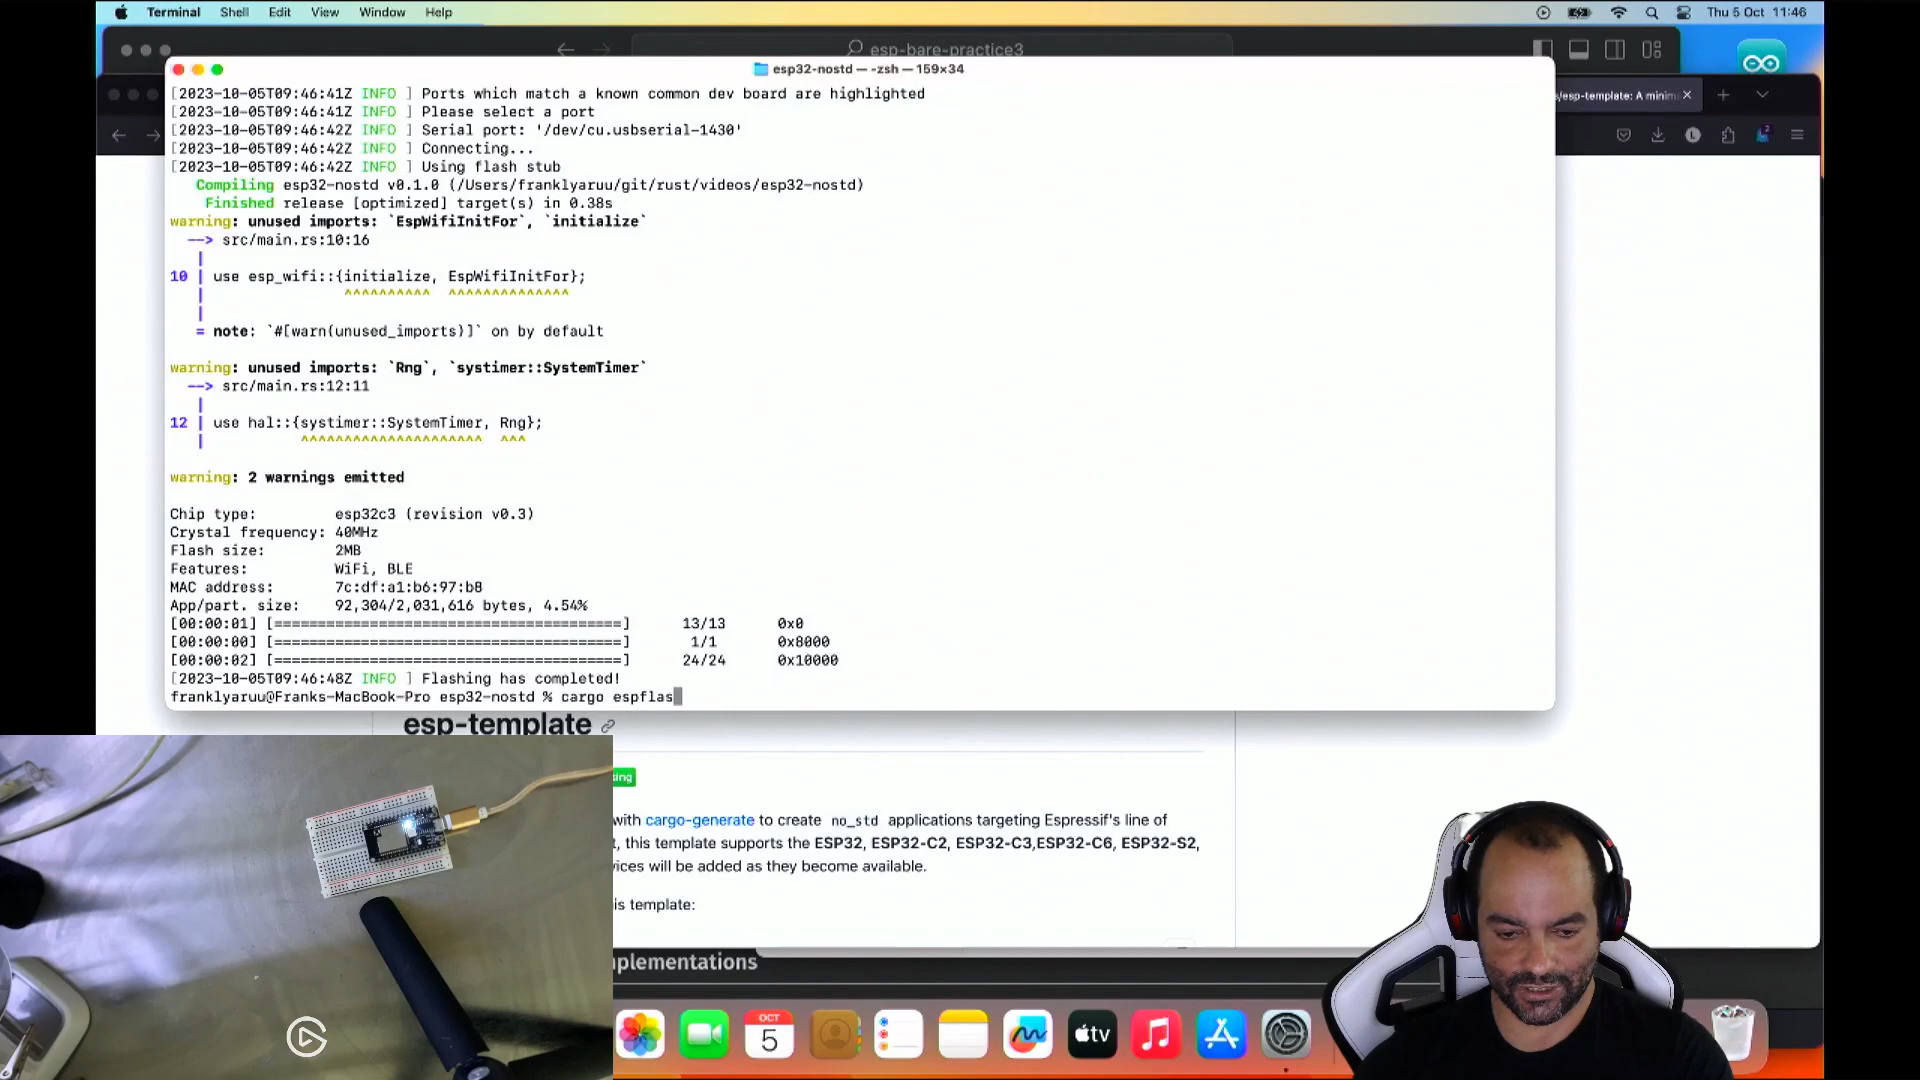 Terminal Shell Edit View Window Help
Thu 5 Oct 11:46
esp-bare-practice3
esp32-nostd — -zsh — 159×34
s/esp-template: A minim
[2023-10-05T09:46:41Z INFO ] Ports which match a known common dev board are highlighted
[2023-10-05T09:46:41Z INFO ] Please select a port
[2023-10-05T09:46:42Z INFO ] Serial port: '/dev/cu.usbserial-1430'
[2023-10-05T09:46:42Z INFO ] Connecting...
[2023-10-05T09:46:42Z INFO ] Using flash stub
Compiling esp32-nostd v0.1.0 (/Users/franklyaruu/git/rust/videos/esp32-nostd)
Finished release [optimized] target(s) in 0.38s
warning: unused imports: `EspWifiInitFor`, `initialize`
--> src/main.rs:10:16
|
10 | use esp_wifi::{initialize, EspWifiInitFor};
| ^^^^^^^^^^ ^^^^^^^^^^^^^^
|
= note: `#[warn(unused_imports)]` on by default
warning: unused imports: `Rng`, `systimer::SystemTimer`
--> src/main.rs:12:11
|
12 | use hal::{systimer::SystemTimer, Rng};
| ^^^^^^^^^^^^^^^^^^^^^ ^^^
warning: 2 warnings emitted
Chip type: esp32c3 (revision v0.3)
Crystal frequency: 40MHz
Flash size: 2MB
Features: WiFi, BLE
MAC address: 7c:df:a1:b6:97:b8
App/part. size: 92,304/2,031,616 bytes, 4.54%
[00:00:01] [========================================] 13/13 0x0
[00:00:00] [========================================] 1/1 0x8000
[00:00:02] [========================================] 24/24 0x10000
[2023-10-05T09:46:48Z INFO ] Flashing has completed!
franklyaruu@Franks-MacBook-Pro esp32-nostd % cargo espflas
esp-template
ing
with cargo-generate to create no_std applications targeting Espressif's line of
t, this template supports the ESP32, ESP32-C2, ESP32-C3,ESP32-C6, ESP32-S2,
ices will be added as they become available.
is template:
plementations
OCT
5
tv